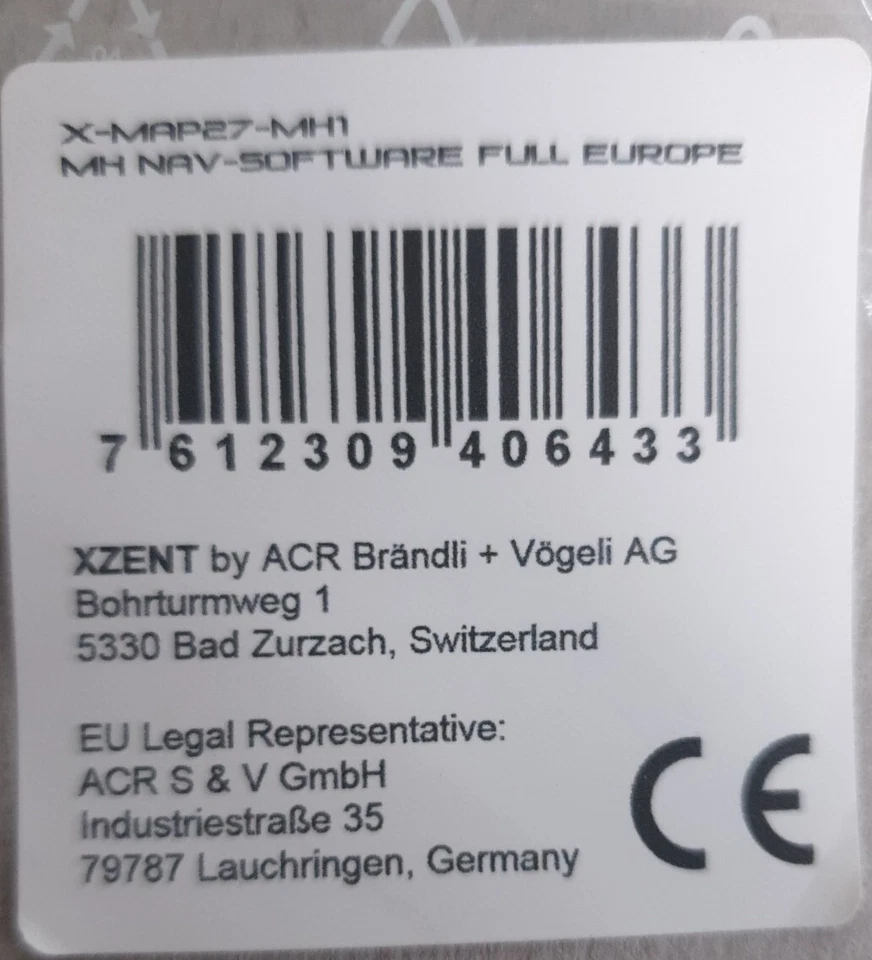 X-MAP27-MH1
MH NAV-SOFTWARE FULL EUROPE
7 612309 406433
XZENT by ACR Brändli + Vögeli AG
Bohrturmweg 1
5330 Bad Zurzach, Switzerland
EU Legal Representative:
ACR S & V GmbH
Industriestraße 35
79787 Lauchringen, Germany
CE